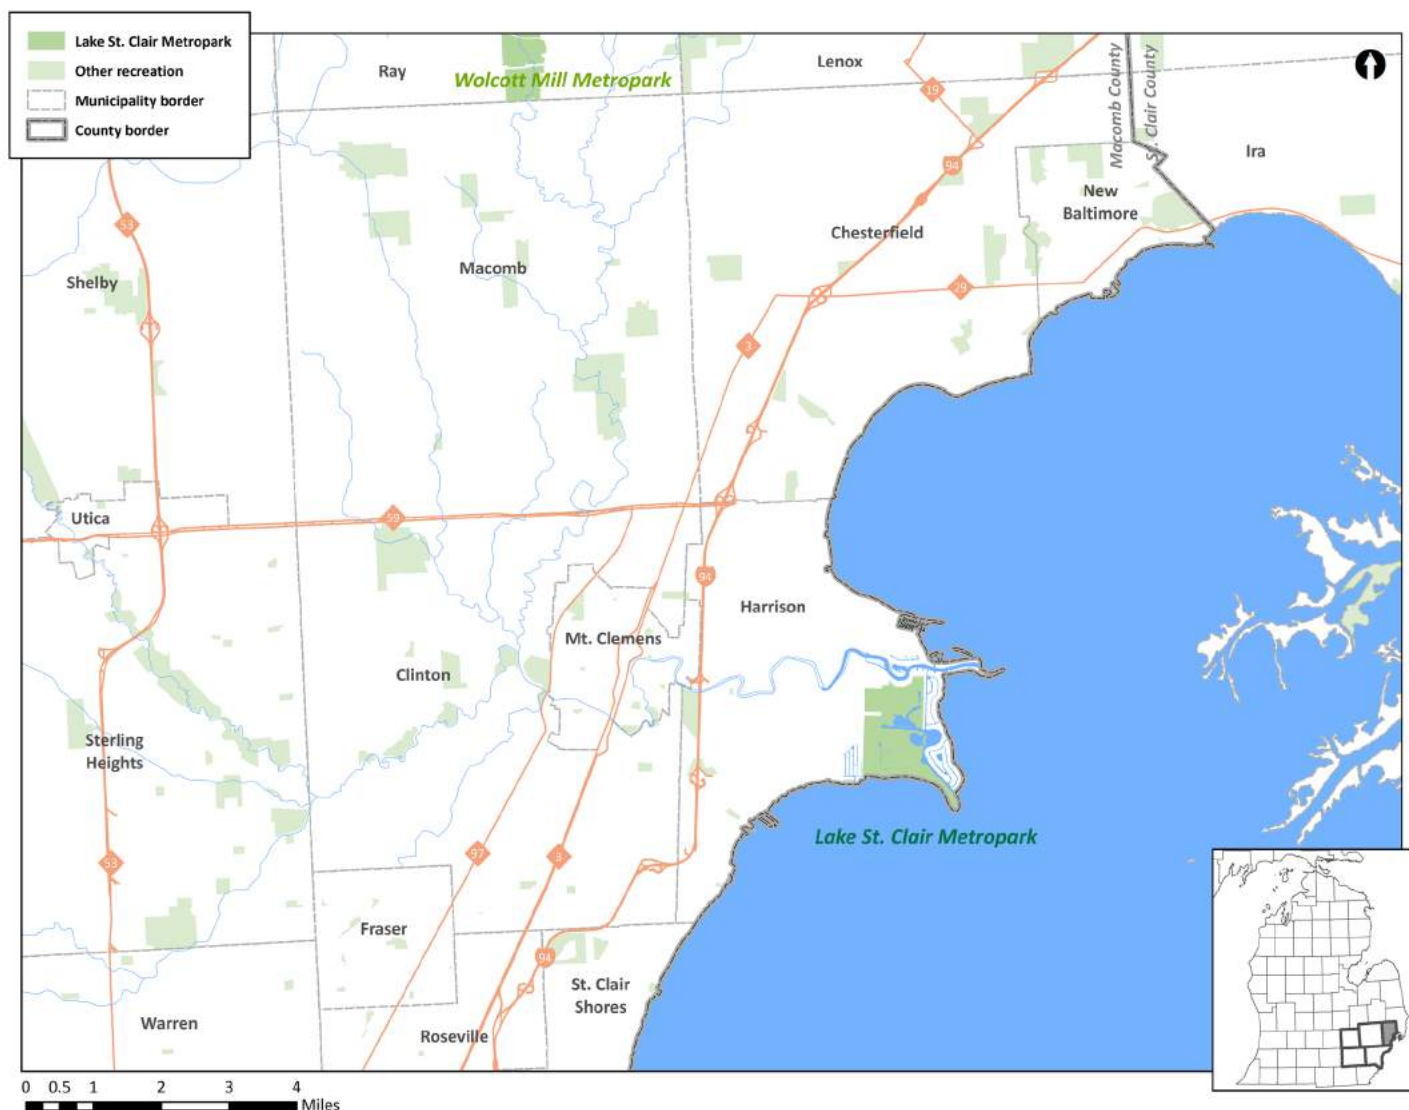 Lake St. Clair Metropark
Other recreation
Municipality border
County border
Ray
Wolcott Mill Metropark
Lenox
19
Macomb County
St. Clair County
94
Ira
New
Baltimore
53
Chesterfield
Macomb
Shelby
29
3
Utica
59
94
Harrison
Mt. Clemens
Clinton
Sterling
Heights
Lake St. Clair Metropark
53
97
3
Fraser
94
St. Clair
Shores
Warren
Roseville
0 0.5 1 2 3 4
Miles